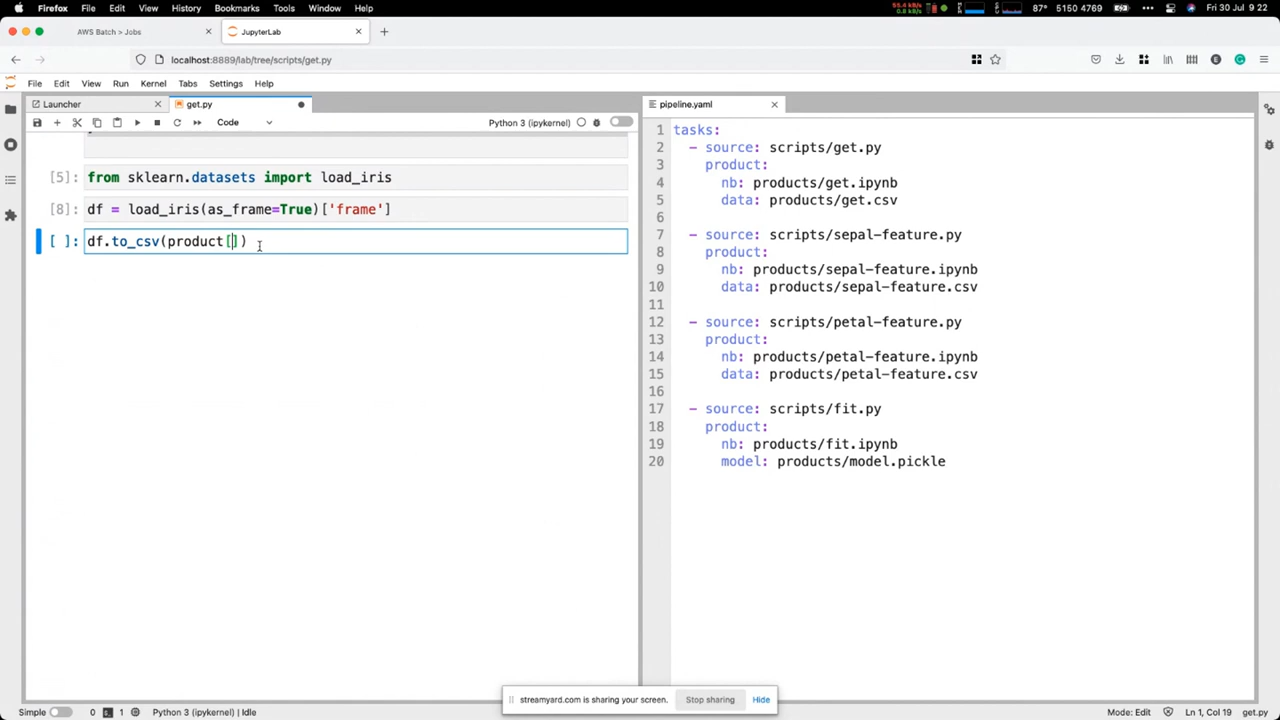 Firefox File Edit View History Bookmarks Tools Window Help 87° 5150 4769 Fri 30 Jul 9 22
AWS Batch > Jobs JupyterLab
localhost:8889/lab/tree/scripts/get.py
File Edit View Run Kernel Tabs Settings Help
Launcher get.py
Code Python 3 (ipykernel)
[5]: from sklearn.datasets import load_iris
[8]: df = load_iris(as_frame=True)['frame']
[ ]: df.to_csv(product[])
pipeline.yaml
1 tasks:
2 - source: scripts/get.py
3 product:
4 nb: products/get.ipynb
5 data: products/get.csv
6
7 - source: scripts/sepal-feature.py
8 product:
9 nb: products/sepal-feature.ipynb
10 data: products/sepal-feature.csv
11
12 - source: scripts/petal-feature.py
13 product:
14 nb: products/petal-feature.ipynb
15 data: products/petal-feature.csv
16
17 - source: scripts/fit.py
18 product:
19 nb: products/fit.ipynb
20 model: products/model.pickle
streamyard.com is sharing your screen. Stop sharing Hide
Simple 0 1 Python 3 (ipykernel) | Idle Mode: Edit Ln 1, Col 19 get.py